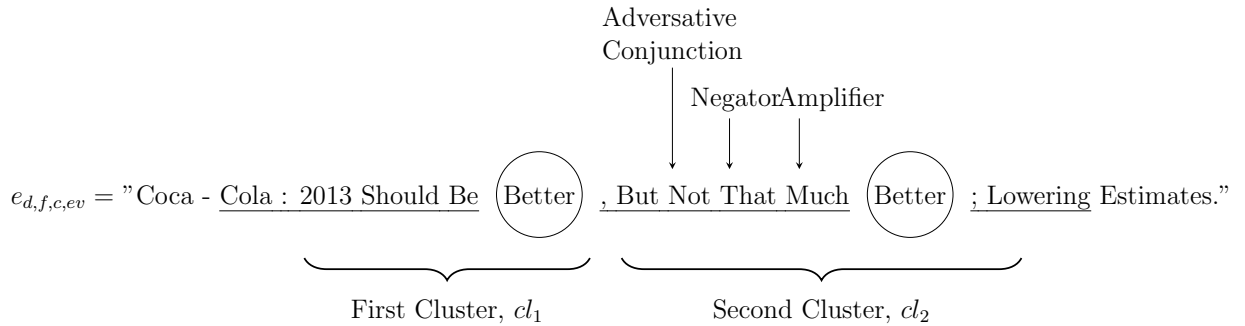 Adversative
Conjunction
NegatorAmplifier
e_{d,f,c,ev} = ”Coca - Cola : 2013 Should Be Better , But Not That Much Better ; Lowering Estimates.”
First Cluster, cl_1 Second Cluster, cl_2